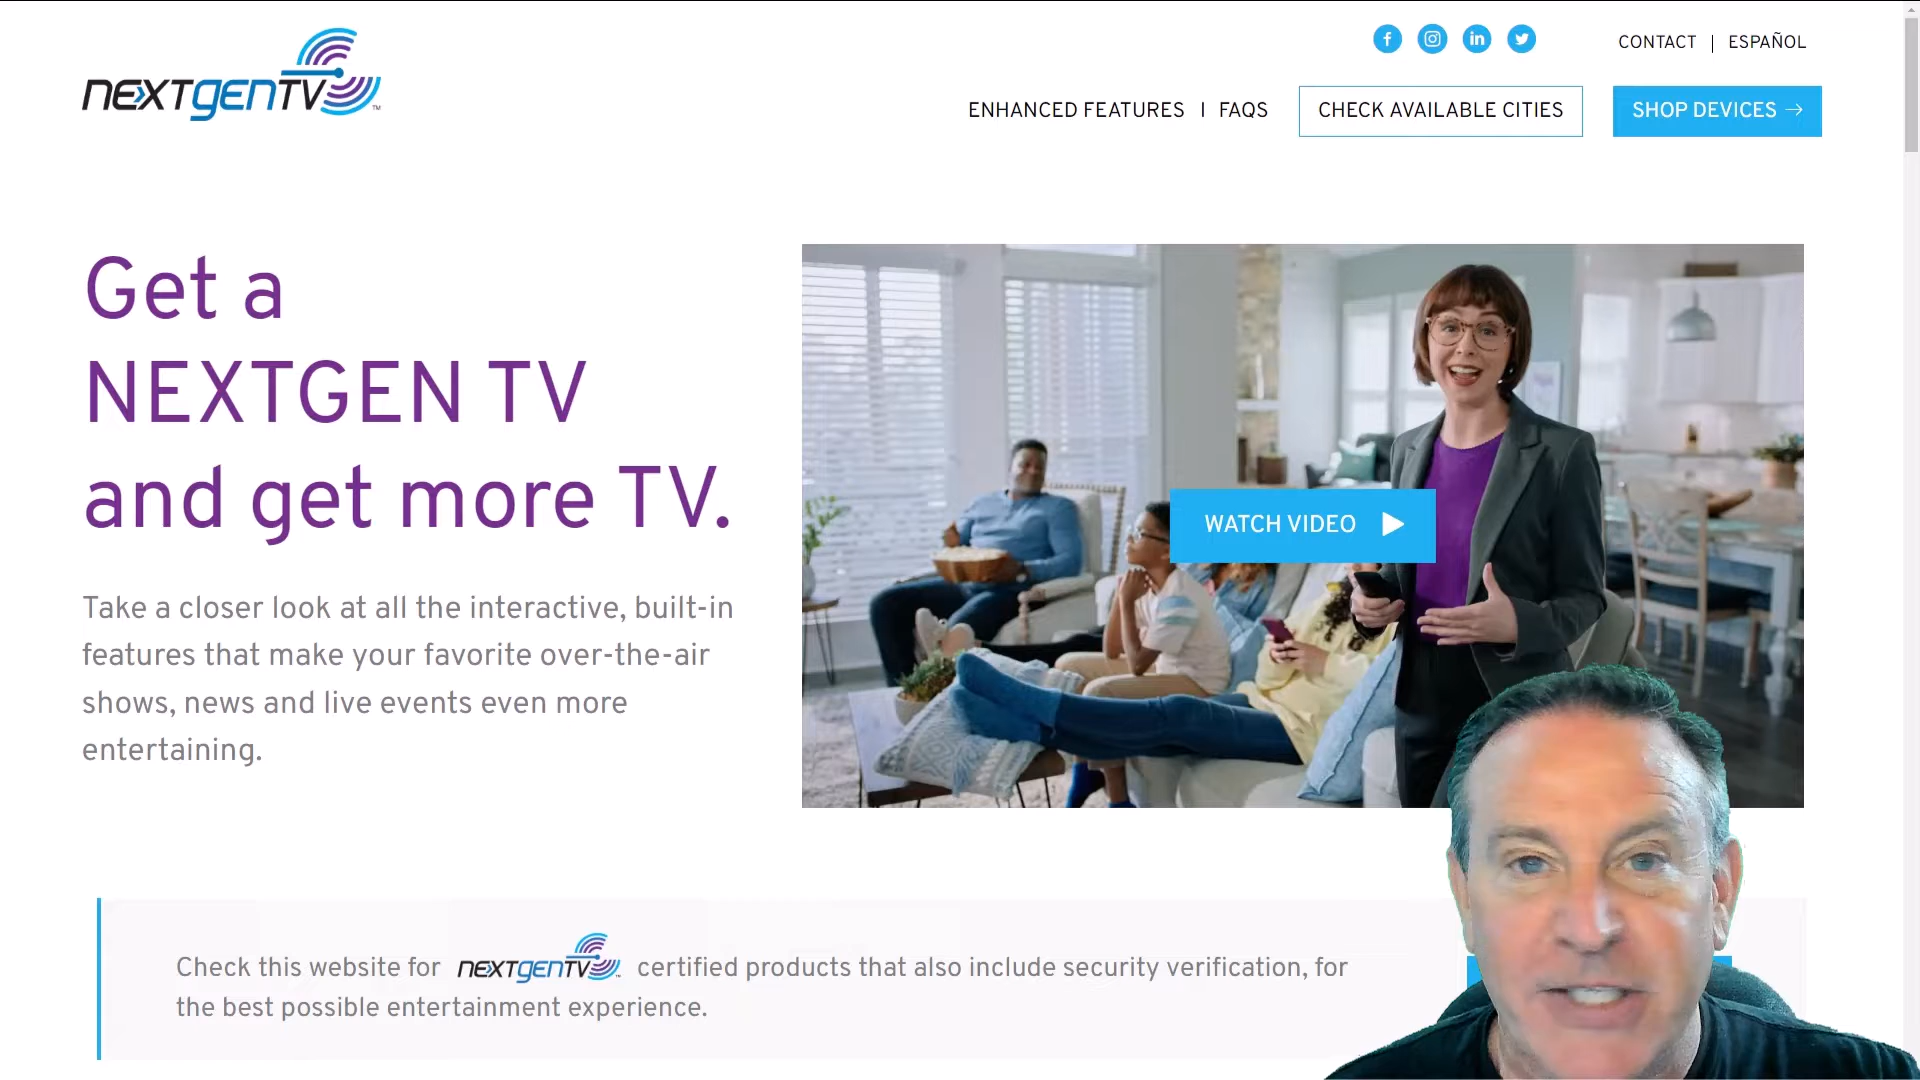 NEXTGENTV™
CONTACT | ESPAÑOL
ENHANCED FEATURES | FAQS
CHECK AVAILABLE CITIES
SHOP DEVICES →
Get a
NEXTGEN TV
and get more TV.
Take a closer look at all the interactive, built-in
features that make your favorite over-the-air
shows, news and live events even more
entertaining.
WATCH VIDEO
Check this website for NEXTGENTV™ certified products that also include security verification, for
the best possible entertainment experience.